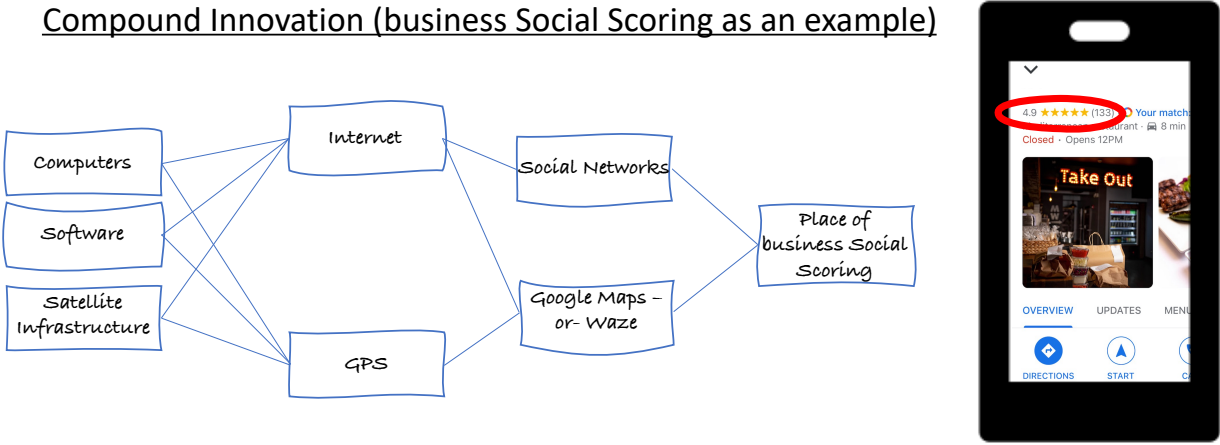 Compound Innovation (business Social Scoring as an example)
Computers
Software
Satellite
Infrastructure
Internet
GPS
Social Networks
Google Maps –
or- Waze
Place of
business Social
Scoring
4.9 ★★★★★ (133) Your match:
Closed · Opens 12PM
8 min
Take Out
OVERVIEW UPDATES MENU
DIRECTIONS START